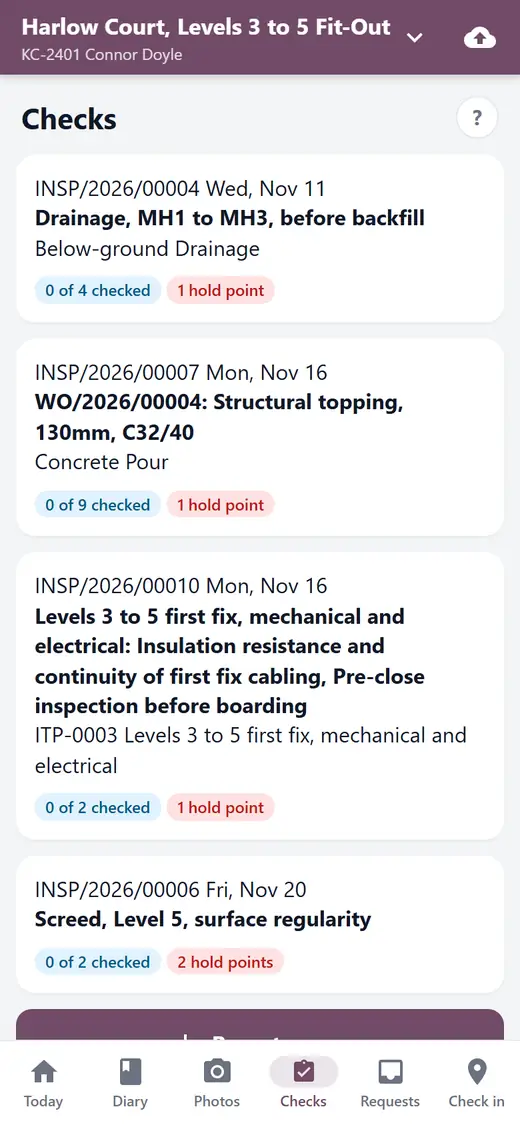 Harlow Court, Levels 3 to 5 Fit-Out
KC-2401 Connor Doyle
Checks
?
INSP/2026/00004 Wed, Nov 11
Drainage, MH1 to MH3, before backfill
Below-ground Drainage
0 of 4 checked 1 hold point
INSP/2026/00007 Mon, Nov 16
WO/2026/00004: Structural topping,
130mm, C32/40
Concrete Pour
0 of 9 checked 1 hold point
INSP/2026/00010 Mon, Nov 16
Levels 3 to 5 first fix, mechanical and
electrical: Insulation resistance and
continuity of first fix cabling, Pre-close
inspection before boarding
ITP-0003 Levels 3 to 5 first fix, mechanical and
electrical
0 of 2 checked 1 hold point
INSP/2026/00006 Fri, Nov 20
Screed, Level 5, surface regularity
0 of 2 checked 2 hold points
Today Diary Photos Checks Requests Check in